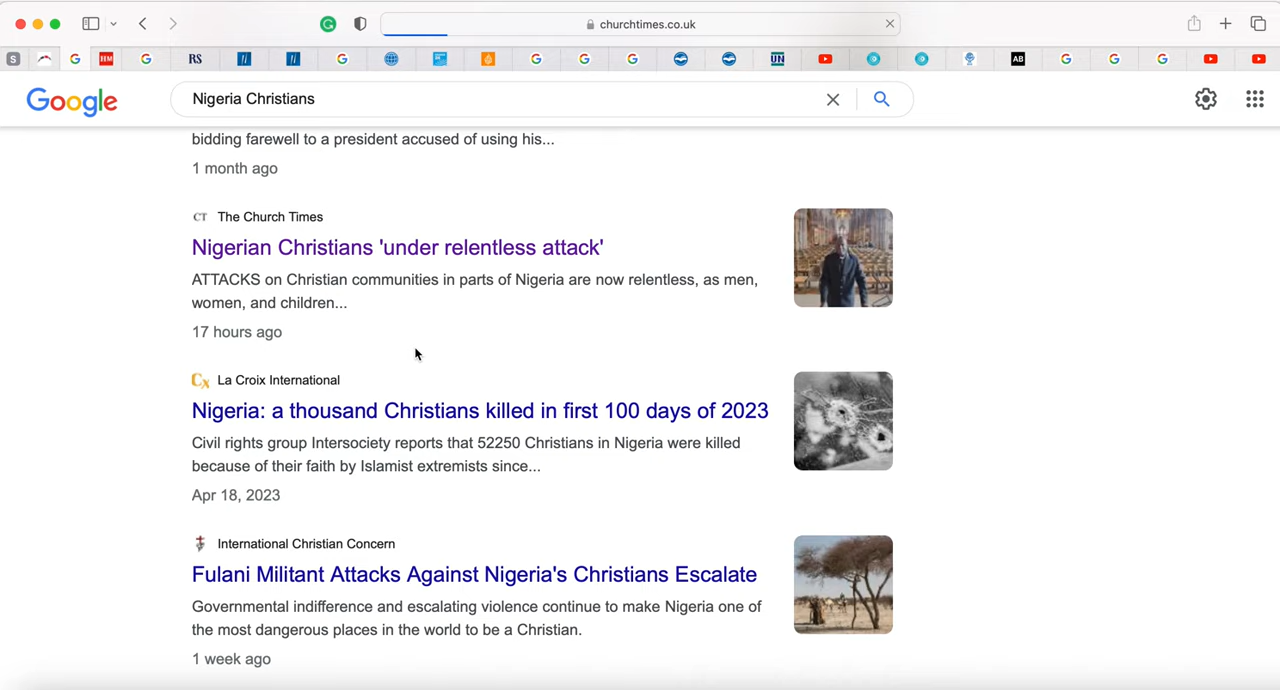 churchtimes.co.uk
S
RS
UN
AB
Google
Nigeria Christians
bidding farewell to a president accused of using his...
1 month ago
CT The Church Times
Nigerian Christians 'under relentless attack'
ATTACKS on Christian communities in parts of Nigeria are now relentless, as men,
women, and children...
17 hours ago
Cx La Croix International
Nigeria: a thousand Christians killed in first 100 days of 2023
Civil rights group Intersociety reports that 52250 Christians in Nigeria were killed
because of their faith by Islamist extremists since...
Apr 18, 2023
International Christian Concern
Fulani Militant Attacks Against Nigeria's Christians Escalate
Governmental indifference and escalating violence continue to make Nigeria one of
the most dangerous places in the world to be a Christian.
1 week ago